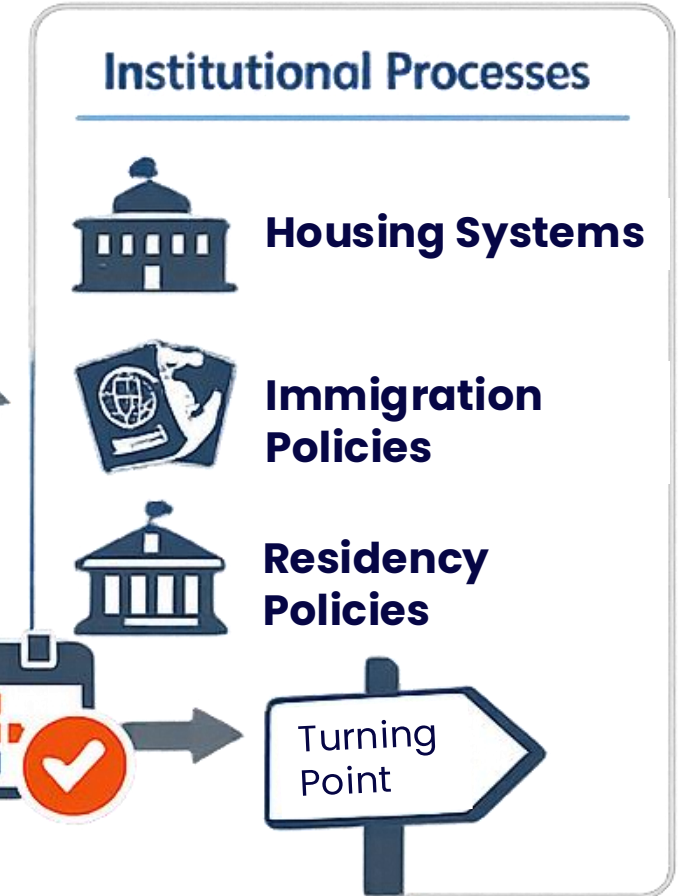 Institutional Processes
Housing Systems
Immigration
Policies
Residency
Policies
Turning
Point